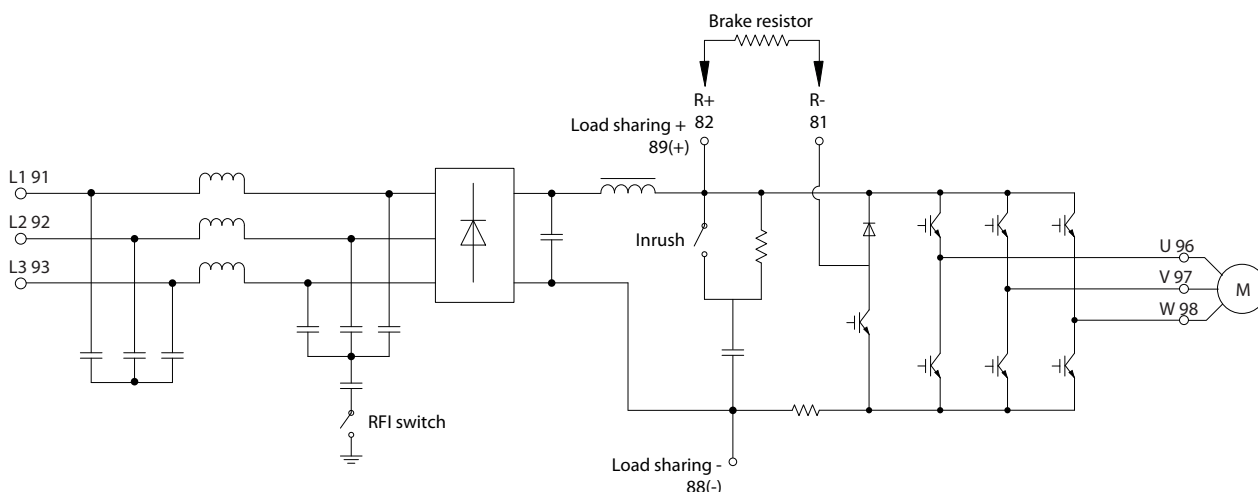 Brake resistor
R+
82
R-
81
Load sharing +
89(+)
L1 91
L2 92
L3 93
Inrush
U 96
V 97
W 98
M
RFI switch
Load sharing -
88(-)